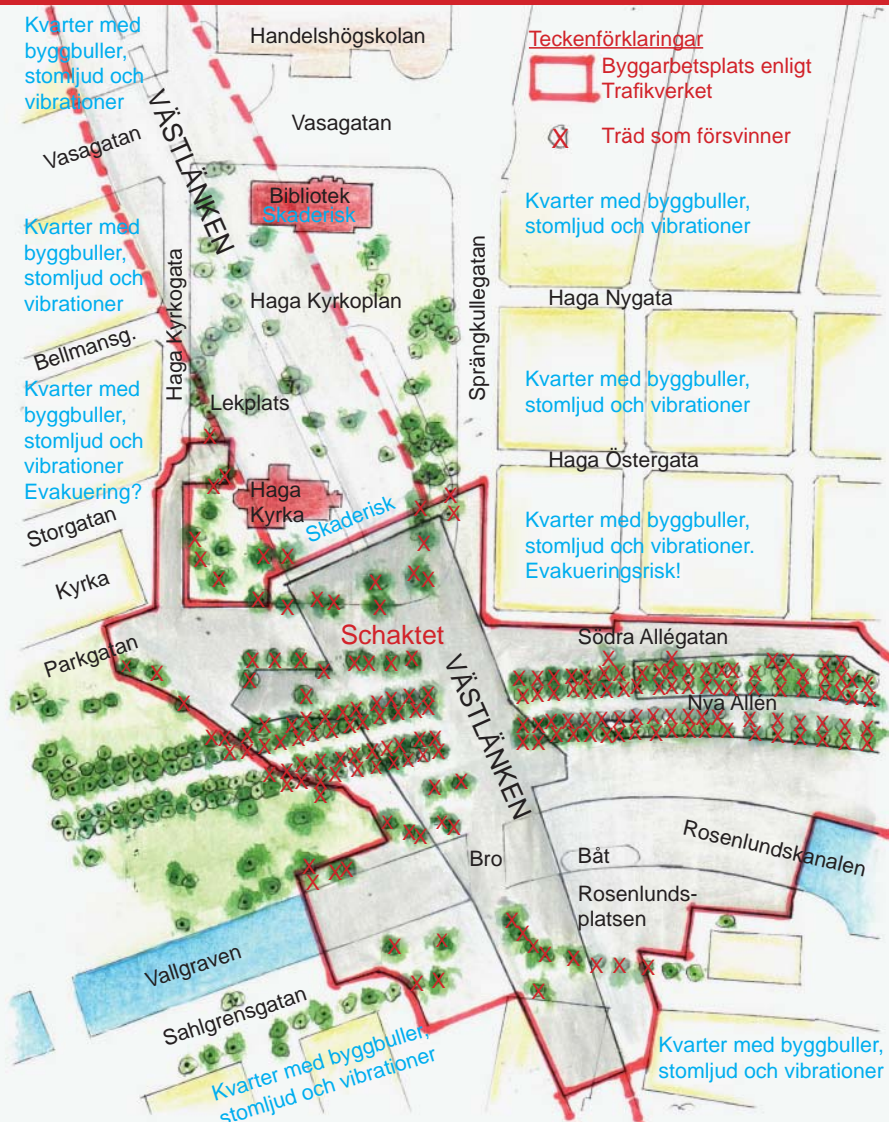 Kvarter med
byggbuller,
stomljud och
vibrationer
Handelshögskolan
Teckenförklaringar
Byggarbetsplats enligt
Trafikverket
Träd som försvinner
VÄSTLÄNKEN
Vasagatan
Vasagatan
Bibliotek
Skaderisk
Kvarter med byggbuller,
stomljud och vibrationer
Kvarter med
byggbuller,
stomljud och
vibrationer
Haga Kyrkogata
Haga Kyrkoplan
Sprängkullegatan
Haga Nygata
Bellmansg.
Kvarter med
byggbuller,
stomljud och
vibrationer
Evakuering?
Lekplats
Kvarter med byggbuller,
stomljud och vibrationer
Haga Östergata
Haga
Kyrka
Skaderisk
Storgatan
Kvarter med byggbuller,
stomljud och vibrationer.
Evakueringsrisk!
Kyrka
Schaktet
Södra Allégatan
Parkgatan
VÄSTLÄNKEN
Nya Allén
Bro
Båt
Rosenlundskanalen
Rosenlunds-
platsen
Vallgraven
Sahlgrensgatan
Kvarter med byggbuller,
stomljud och vibrationer
Kvarter med byggbuller,
stomljud och vibrationer